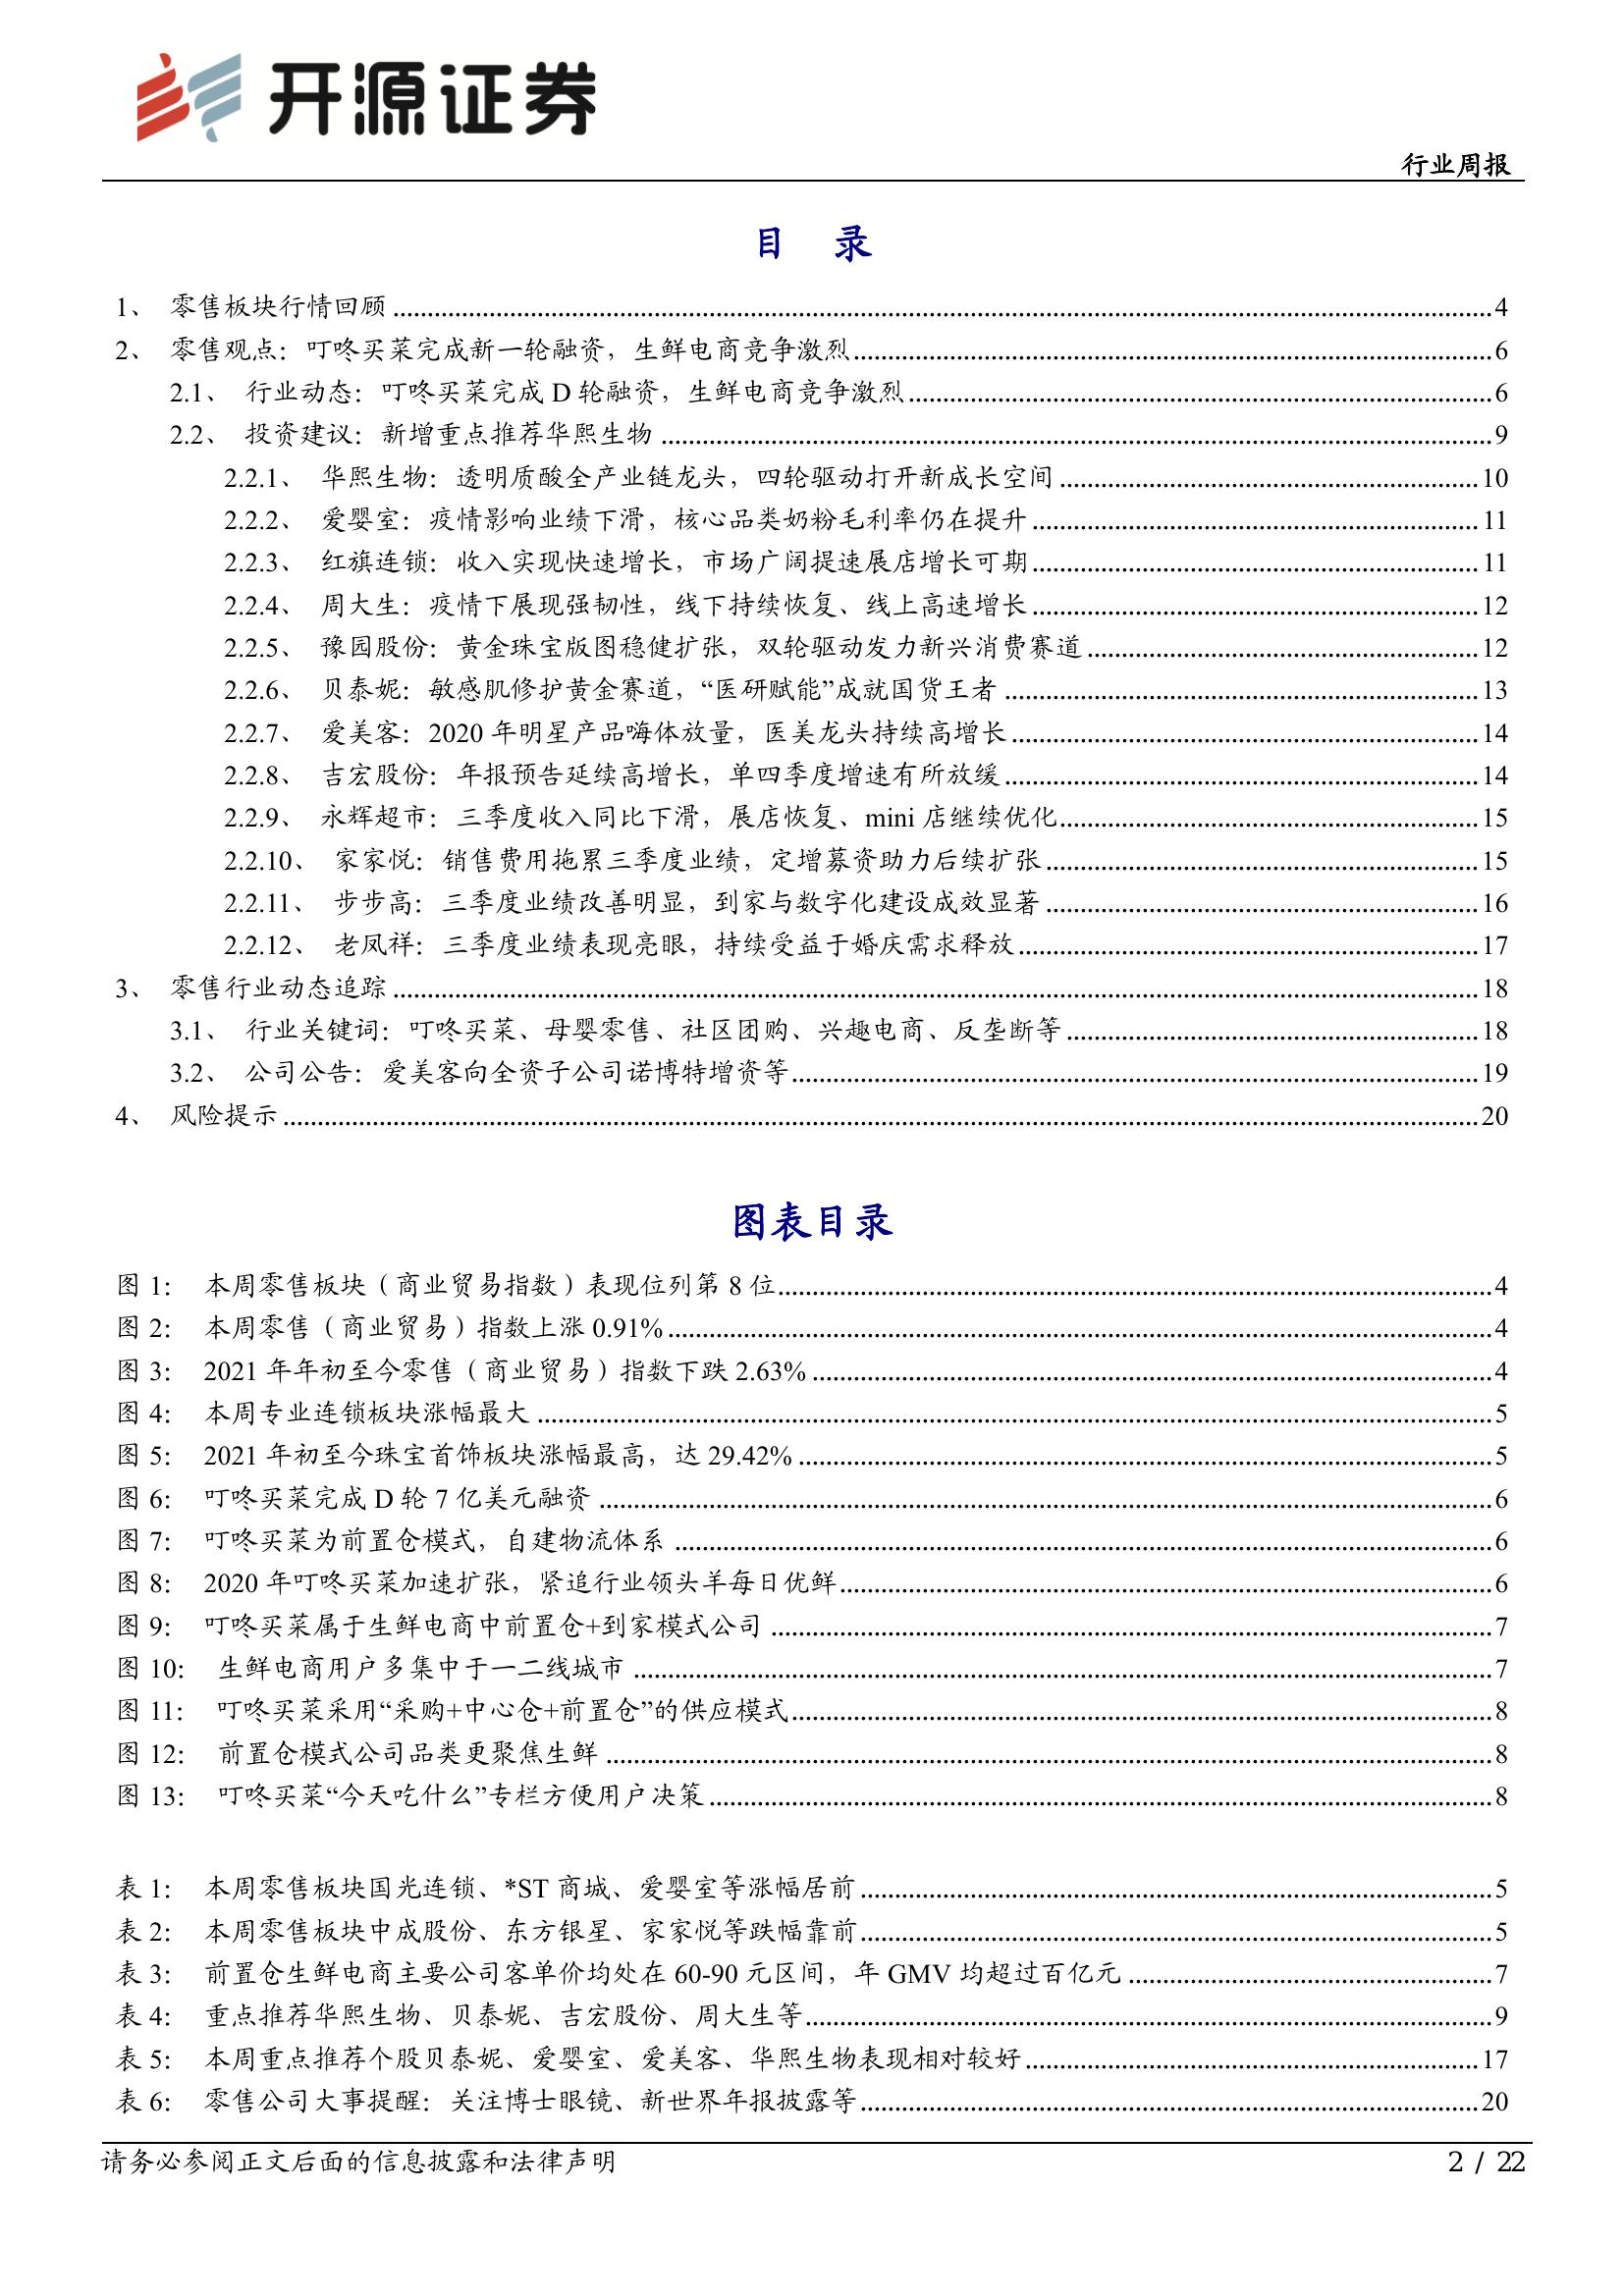 开源证券
行业周报
目 录
1、 零售板块行情回顾 4
2、 零售观点：叮咚买菜完成新一轮融资，生鲜电商竞争激烈 6
2.1、 行业动态：叮咚买菜完成 D 轮融资，生鲜电商竞争激烈 6
2.2、 投资建议：新增重点推荐华熙生物 9
2.2.1、 华熙生物：透明质酸全产业链龙头，四轮驱动打开新成长空间 10
2.2.2、 爱婴室：疫情影响业绩下滑，核心品类奶粉毛利率仍在提升 11
2.2.3、 红旗连锁：收入实现快速增长，市场广阔提速展店增长可期 11
2.2.4、 周大生：疫情下展现强韧性，线下持续恢复、线上高速增长 12
2.2.5、 豫园股份：黄金珠宝版图稳健扩张，双轮驱动发力新兴消费赛道 12
2.2.6、 贝泰妮：敏感肌修护黄金赛道，“医研赋能”成就国货王者 13
2.2.7、 爱美客：2020 年明星产品嗨体放量，医美龙头持续高增长 14
2.2.8、 吉宏股份：年报预告延续高增长，单四季度增速有所放缓 14
2.2.9、 永辉超市：三季度收入同比下滑，展店恢复、mini 店继续优化 15
2.2.10、 家家悦：销售费用拖累三季度业绩，定增募资助力后续扩张 15
2.2.11、 步步高：三季度业绩改善明显，到家与数字化建设成效显著 16
2.2.12、 老凤祥：三季度业绩表现亮眼，持续受益于婚庆需求释放 17
3、 零售行业动态追踪 18
3.1、 行业关键词：叮咚买菜、母婴零售、社区团购、兴趣电商、反垄断等 18
3.2、 公司公告：爱美客向全资子公司诺博特增资等 19
4、 风险提示 20
图表目录
图 1： 本周零售板块（商业贸易指数）表现位列第 8 位 4
图 2： 本周零售（商业贸易）指数上涨 0.91% 4
图 3： 2021 年年初至今零售（商业贸易）指数下跌 2.63% 4
图 4： 本周专业连锁板块涨幅最大 5
图 5： 2021 年初至今珠宝首饰板块涨幅最高，达 29.42% 5
图 6： 叮咚买菜完成 D 轮 7 亿美元融资 6
图 7： 叮咚买菜为前置仓模式，自建物流体系 6
图 8： 2020 年叮咚买菜加速扩张，紧追行业领头羊每日优鲜 6
图 9： 叮咚买菜属于生鲜电商中前置仓+到家模式公司 7
图 10： 生鲜电商用户多集中于一二线城市 7
图 11： 叮咚买菜采用“采购+中心仓+前置仓”的供应模式 8
图 12： 前置仓模式公司品类更聚焦生鲜 8
图 13： 叮咚买菜“今天吃什么”专栏方便用户决策 8
表 1： 本周零售板块国光连锁、*ST 商城、爱婴室等涨幅居前 5
表 2： 本周零售板块中成股份、东方银星、家家悦等跌幅靠前 5
表 3： 前置仓生鲜电商主要公司客单价均处在 60-90 元区间，年 GMV 均超过百亿元 7
表 4： 重点推荐华熙生物、贝泰妮、吉宏股份、周大生等 9
表 5： 本周重点推荐个股贝泰妮、爱婴室、爱美客、华熙生物表现相对较好 17
表 6： 零售公司大事提醒：关注博士眼镜、新世界年报披露等 20
请务必参阅正文后面的信息披露和法律声明 2 / 22